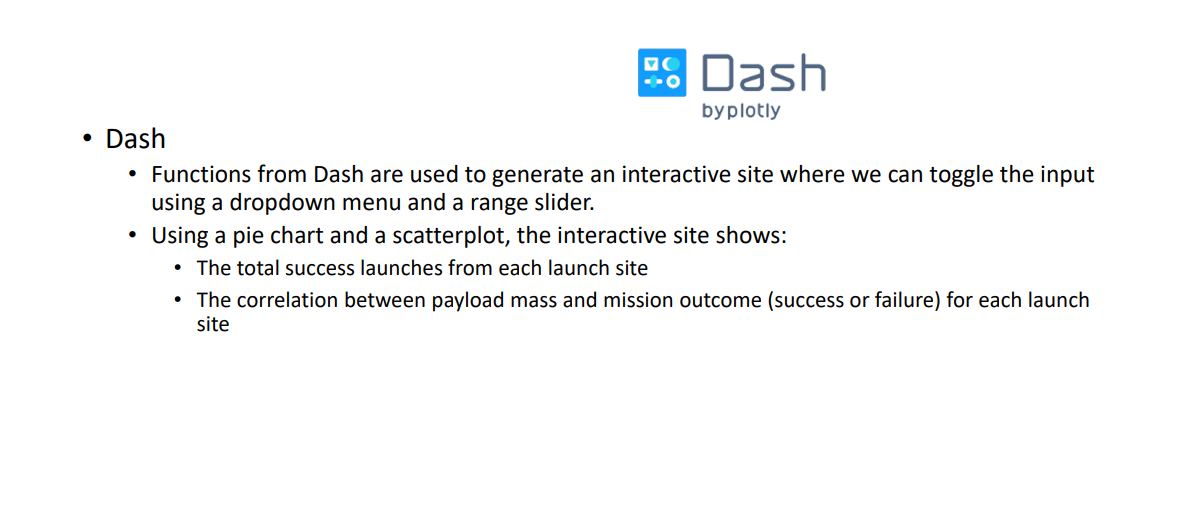 Dash
byplotly
• Dash
• Functions from Dash are used to generate an interactive site where we can toggle the input
using a dropdown menu and a range slider.
• Using a pie chart and a scatterplot, the interactive site shows:
• The total success launches from each launch site
• The correlation between payload mass and mission outcome (success or failure) for each launch
site